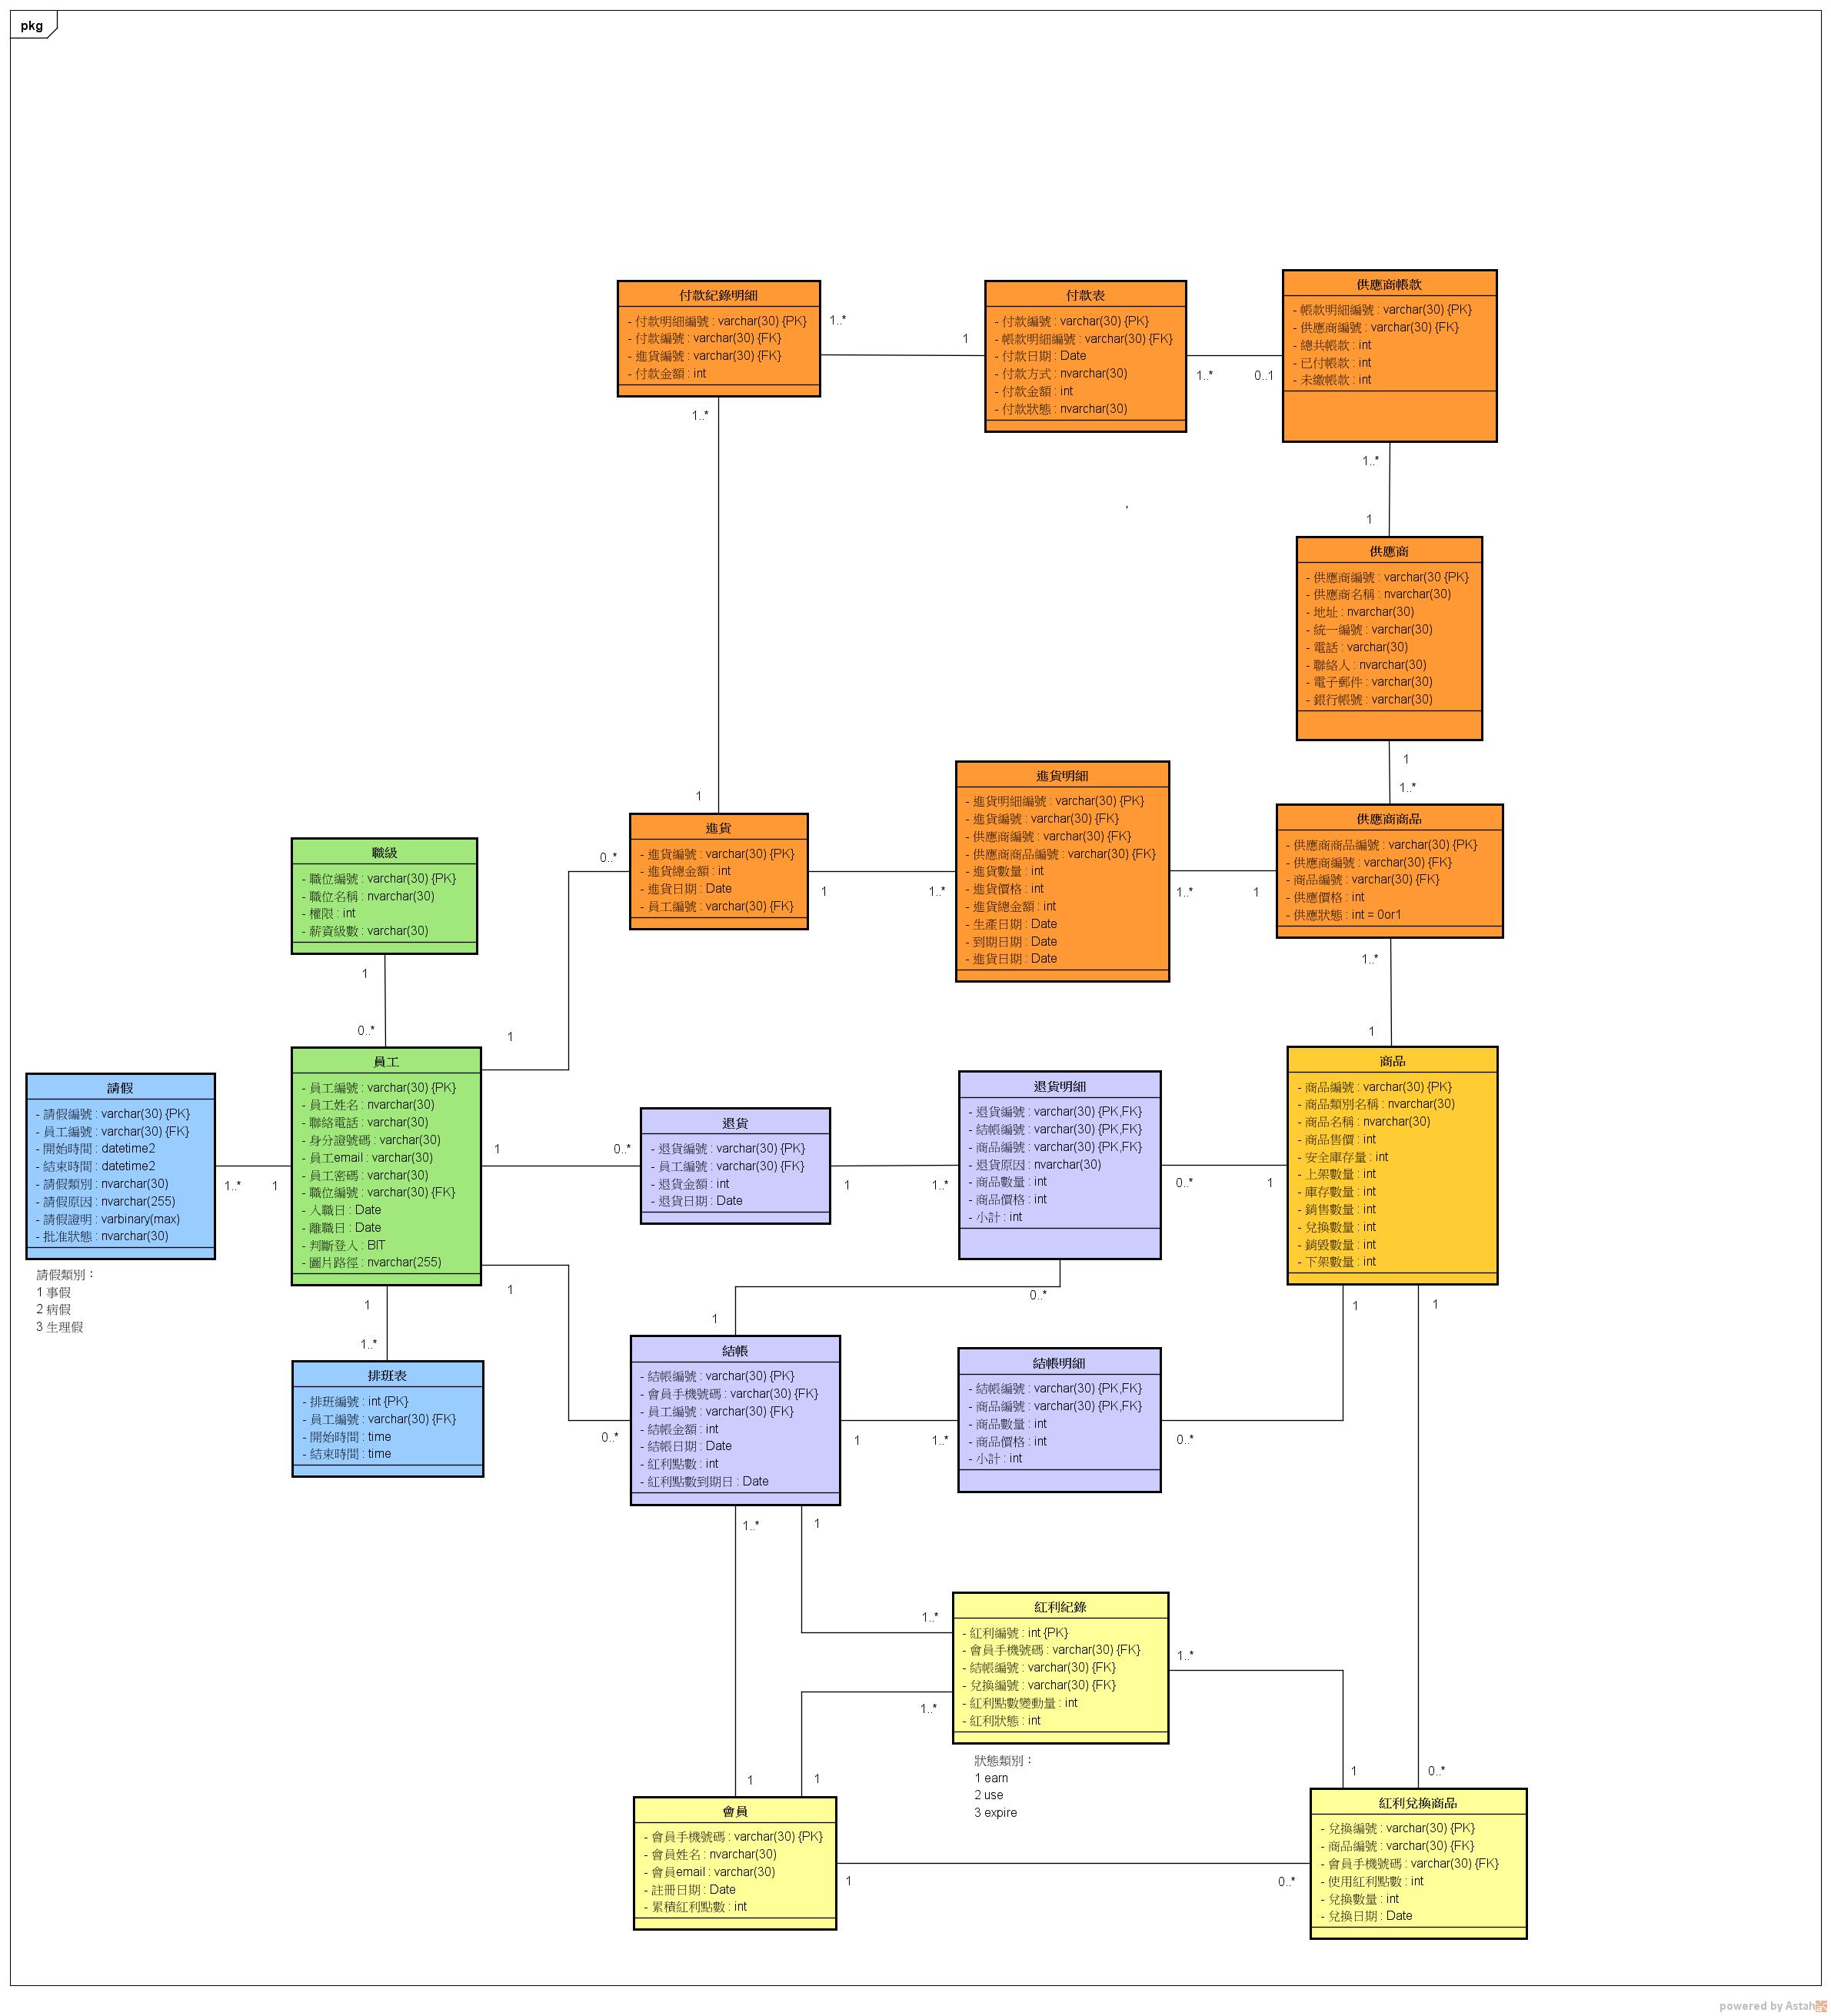 pkg
付款紀錄明細
- 付款明細編號 : varchar(30) {PK}
- 付款編號 : varchar(30) {FK}
- 進貨編號 : varchar(30) {FK}
- 付款金額 : int
1..*
1
1..*
付款表
- 付款編號 : varchar(30) {PK}
- 帳款明細編號 : varchar(30) {FK}
- 付款日期 : Date
- 付款方式 : nvarchar(30)
- 付款金額 : int
- 付款狀態 : nvarchar(30)
1..*
0..1
供應商帳款
- 帳款明細編號 : varchar(30) {PK}
- 供應商編號 : varchar(30) {FK}
- 總共帳款 : int
- 已付帳款 : int
- 未繳帳款 : int
1..*
1
供應商
- 供應商編號 : varchar(30 {PK}
- 供應商名稱 : nvarchar(30)
- 地址 : nvarchar(30)
- 統一編號 : varchar(30)
- 電話 : varchar(30)
- 聯絡人 : nvarchar(30)
- 電子郵件 : varchar(30)
- 銀行帳號 : varchar(30)
1
1..*
1
進貨
- 進貨編號 : varchar(30) {PK}
- 進貨總金額 : int
- 進貨日期 : Date
- 員工編號 : varchar(30) {FK}
0..*
1
1..*
進貨明細
- 進貨明細編號 : varchar(30) {PK}
- 進貨編號 : varchar(30) {FK}
- 供應商編號 : varchar(30) {FK}
- 供應商商品編號 : varchar(30) {FK}
- 進貨數量 : int
- 進貨價格 : int
- 進貨總金額 : int
- 生產日期 : Date
- 到期日期 : Date
- 進貨日期 : Date
1..*
1
供應商商品
- 供應商商品編號 : varchar(30) {PK}
- 供應商編號 : varchar(30) {FK}
- 商品編號 : varchar(30) {FK}
- 供應價格 : int
- 供應狀態 : int = 0or1
1..*
1
職級
- 職位編號 : varchar(30) {PK}
- 職位名稱 : nvarchar(30)
- 權限 : int
- 薪資級數 : varchar(30)
1
0..*
1
請假
- 請假編號 : varchar(30) {PK}
- 員工編號 : varchar(30) {FK}
- 開始時間 : datetime2
- 結束時間 : datetime2
- 請假類別 : nvarchar(30)
- 請假原因 : nvarchar(255)
- 請假證明 : varbinary(max)
- 批准狀態 : nvarchar(30)
請假類別：
1 事假
2 病假
3 生理假
1..*
1
員工
- 員工編號 : varchar(30) {PK}
- 員工姓名 : nvarchar(30)
- 聯絡電話 : varchar(30)
- 身分證號碼 : varchar(30)
- 員工email : varchar(30)
- 員工密碼 : varchar(30)
- 職位編號 : varchar(30) {FK}
- 入職日 : Date
- 離職日 : Date
- 判斷登入 : BIT
- 圖片路徑 : nvarchar(255)
1
0..*
1
1
1..*
退貨
- 退貨編號 : varchar(30) {PK}
- 員工編號 : varchar(30) {FK}
- 退貨金額 : int
- 退貨日期 : Date
1
1..*
退貨明細
- 退貨編號 : varchar(30) {PK,FK}
- 結帳編號 : varchar(30) {PK,FK}
- 商品編號 : varchar(30) {PK,FK}
- 退貨原因 : nvarchar(30)
- 商品數量 : int
- 商品價格 : int
- 小計 : int
0..*
1
0..*
1
商品
- 商品編號 : varchar(30) {PK}
- 商品類別名稱 : nvarchar(30)
- 商品名稱 : nvarchar(30)
- 商品售價 : int
- 安全庫存量 : int
- 上架數量 : int
- 庫存數量 : int
- 銷售數量 : int
- 兌換數量 : int
- 銷毀數量 : int
- 下架數量 : int
1
1
排班表
- 排班編號 : int {PK}
- 員工編號 : varchar(30) {FK}
- 開始時間 : time
- 結束時間 : time
0..*
結帳
- 結帳編號 : varchar(30) {PK}
- 會員手機號碼 : varchar(30) {FK}
- 員工編號 : varchar(30) {FK}
- 結帳金額 : int
- 結帳日期 : Date
- 紅利點數 : int
- 紅利點數到期日 : Date
1
1..*
結帳明細
- 結帳編號 : varchar(30) {PK,FK}
- 商品編號 : varchar(30) {PK,FK}
- 商品數量 : int
- 商品價格 : int
- 小計 : int
0..*
1..*
1
1..*
紅利紀錄
- 紅利編號 : int {PK}
- 會員手機號碼 : varchar(30) {FK}
- 結帳編號 : varchar(30) {FK}
- 兌換編號 : varchar(30) {FK}
- 紅利點數變動量 : int
- 紅利狀態 : int
1..*
1..*
狀態類別：
1 earn
2 use
3 expire
1
1
1
0..*
會員
- 會員手機號碼 : varchar(30) {PK}
- 會員姓名 : nvarchar(30)
- 會員email : varchar(30)
- 註冊日期 : Date
- 累積紅利點數 : int
1
0..*
紅利兌換商品
- 兌換編號 : varchar(30) {PK}
- 商品編號 : varchar(30) {FK}
- 會員手機號碼 : varchar(30) {FK}
- 使用紅利點數 : int
- 兌換數量 : int
- 兌換日期 : Date
powered by Astah